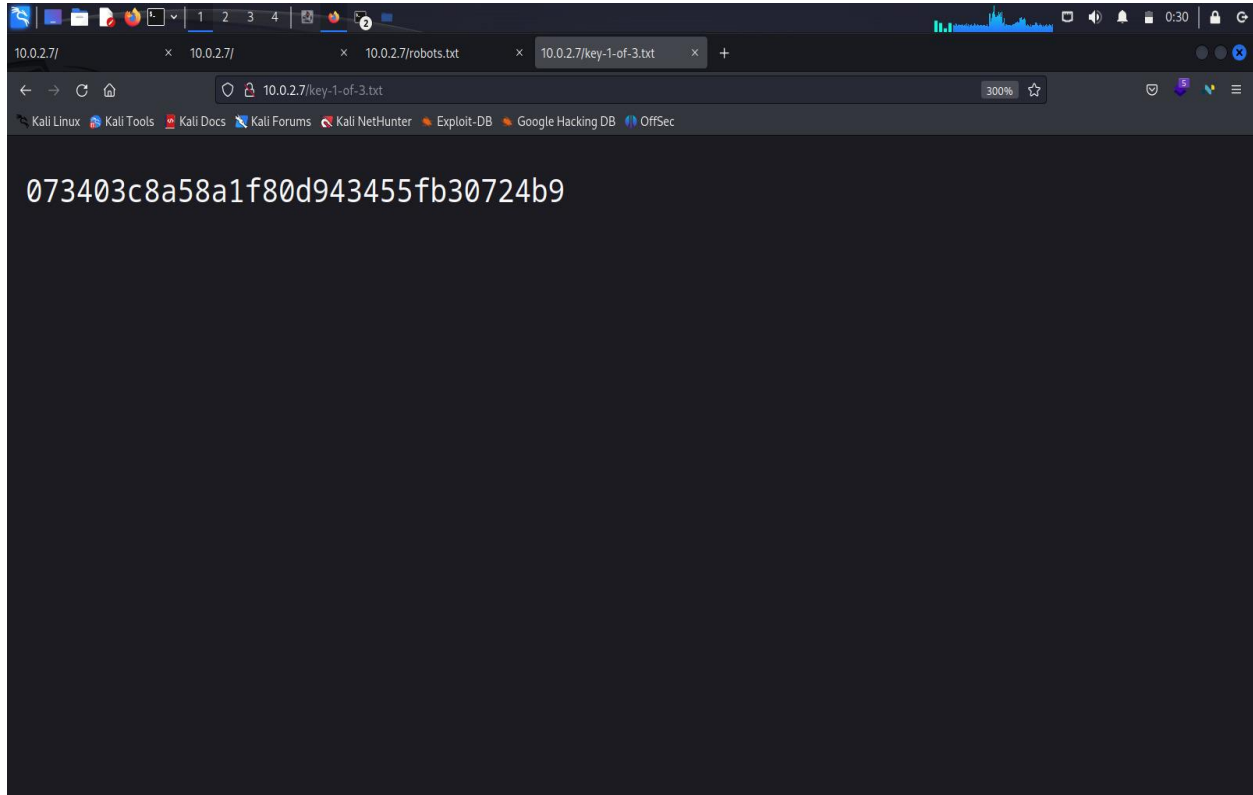 1 2 3 4 2 0:30
10.0.2.7/ 10.0.2.7/ 10.0.2.7/robots.txt 10.0.2.7/key-1-of-3.txt
10.0.2.7/key-1-of-3.txt 300% 5
Kali Linux Kali Tools Kali Docs Kali Forums Kali NetHunter Exploit-DB Google Hacking DB OffSec
073403c8a58a1f80d943455fb30724b9